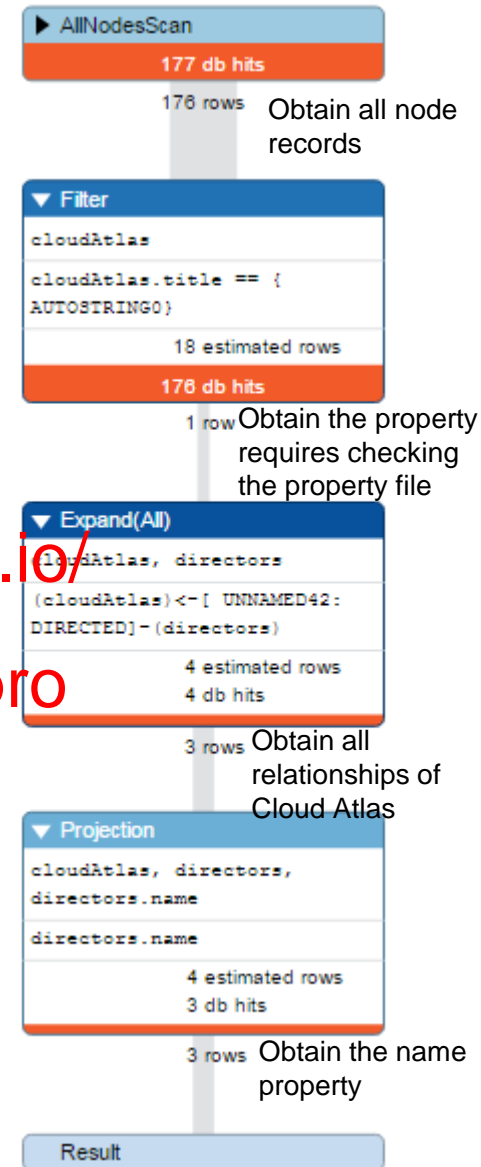 AllNodesScan
177 db hits
176 rows
Obtain all node
records
Filter
cloudAtlas
cloudAtlas.title == {
AUTOSTRING0}
18 estimated rows
176 db hits
1 row
Obtain the property
requires checking
the property file
Expand(All)
cloudAtlas, directors
.io/
(cloudAtlas)<-[ UNNAMED42:
DIRECTED]-(directors)
4 estimated rows
oro
4 db hits
3 rows
Obtain all
relationships of
Cloud Atlas
Projection
cloudAtlas, directors,
directors.name
directors.name
4 estimated rows
3 db hits
3 rows
Obtain the name
property
Result